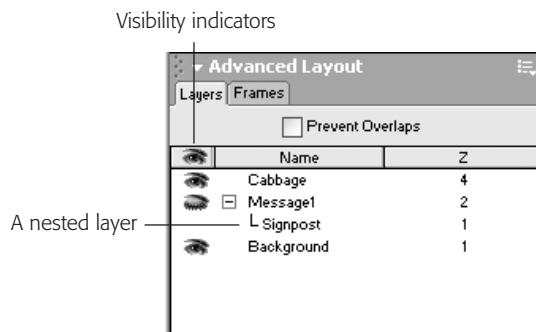 Visibility indicators
Advanced Layout
Layers Frames
Prevent Overlaps
Name Z
Cabbage 4
Message1 2
A nested layer
Signpost 1
Background 1